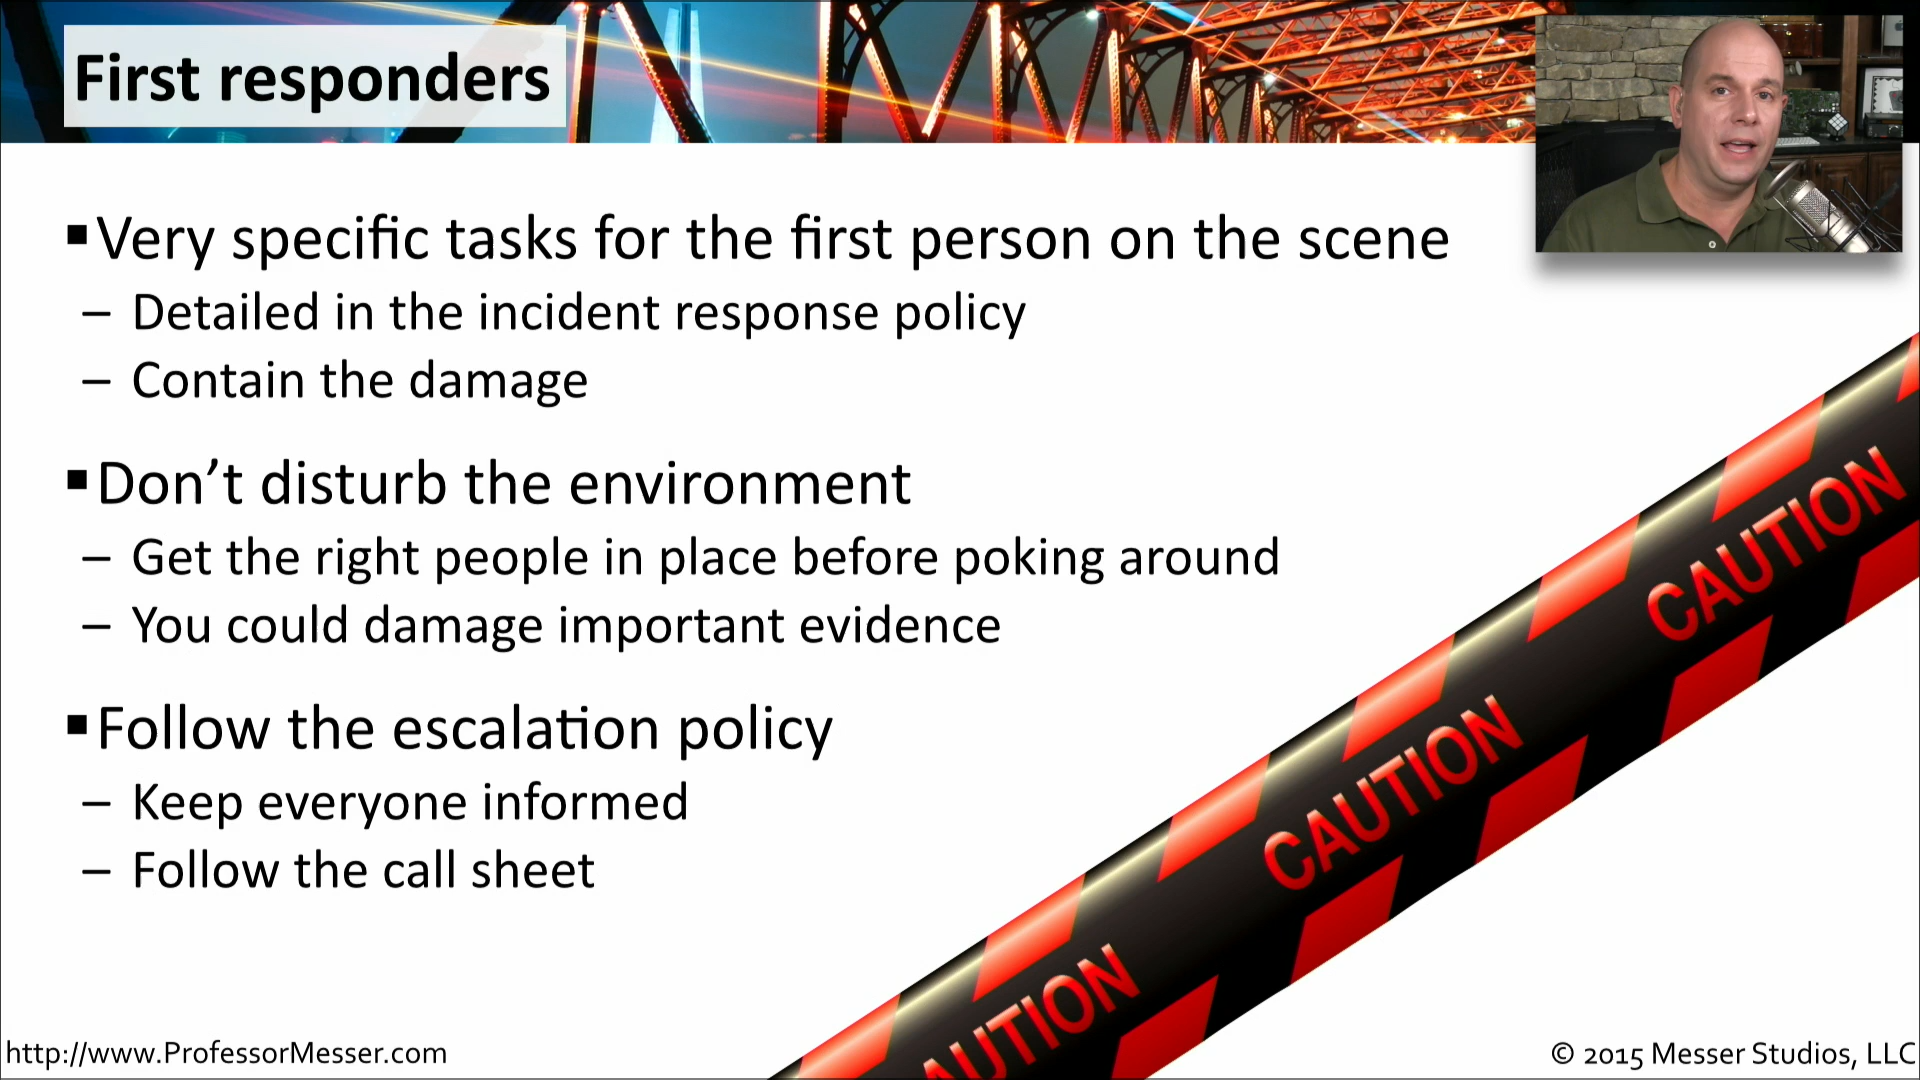 First responders
▪Very specific tasks for the first person on the scene
– Detailed in the incident response policy
– Contain the damage
▪Don’t disturb the environment
– Get the right people in place before poking around
– You could damage important evidence
▪Follow the escalation policy
– Keep everyone informed
– Follow the call sheet
CAUTION
CAUTION
AUTION
http://www.ProfessorMesser.com
© 2015 Messer Studios, LLC